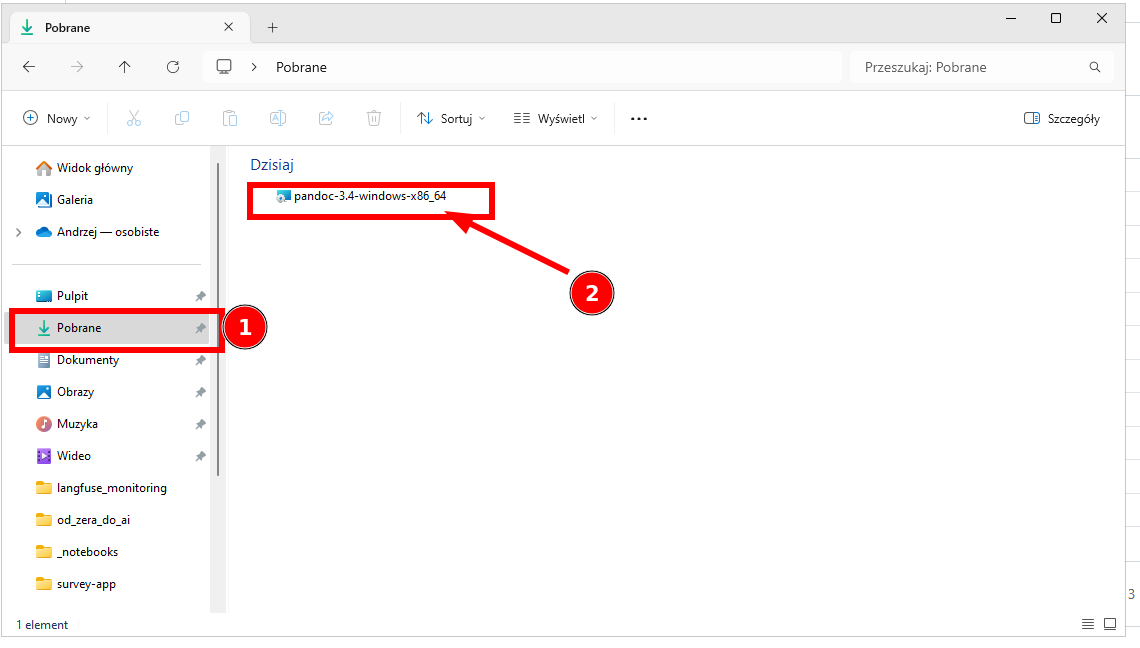 Pobrane
Pobrane
Przeszukaj: Pobrane
Nowy
Sortuj
Wyświetl
Szczegóły
Widok główny
Galeria
Andrzej — osobiste
Pulpit
Pobrane
1
Dokumenty
Obrazy
Muzyka
Wideo
langfuse_monitoring
od_zera_do_ai
_notebooks
survey-app
Dzisiaj
pandoc-3.4-windows-x86_64
2
1 element
3